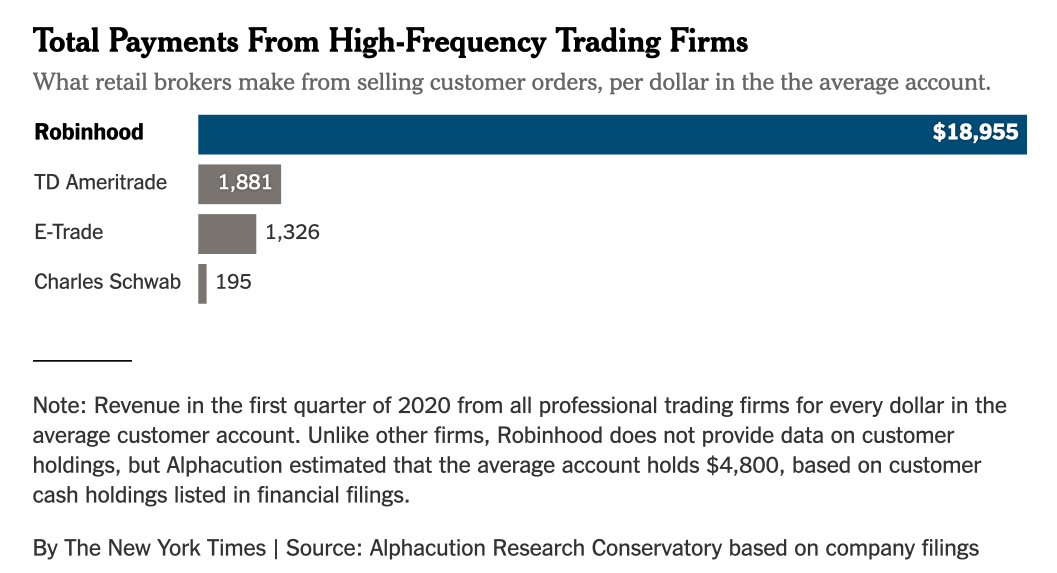 Total Payments From High-Frequency Trading Firms
What retail brokers make from selling customer orders, per dollar in the the average account.
Robinhood $18,955
TD Ameritrade 1,881
E-Trade 1,326
Charles Schwab 195
Note: Revenue in the first quarter of 2020 from all professional trading firms for every dollar in the
average customer account. Unlike other firms, Robinhood does not provide data on customer
holdings, but Alphacution estimated that the average account holds $4,800, based on customer
cash holdings listed in financial filings.
By The New York Times | Source: Alphacution Research Conservatory based on company filings